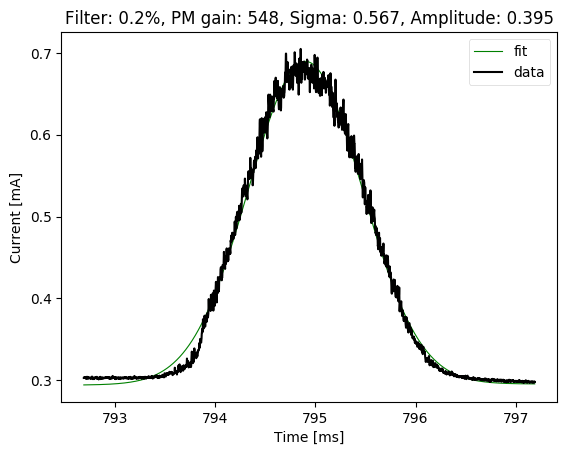 Filter: 0.2%, PM gain: 548, Sigma: 0.567, Amplitude: 0.395
fit
data
0.7
0.6
0.5
0.4
0.3
Current [mA]
793 794 795 796 797
Time [ms]